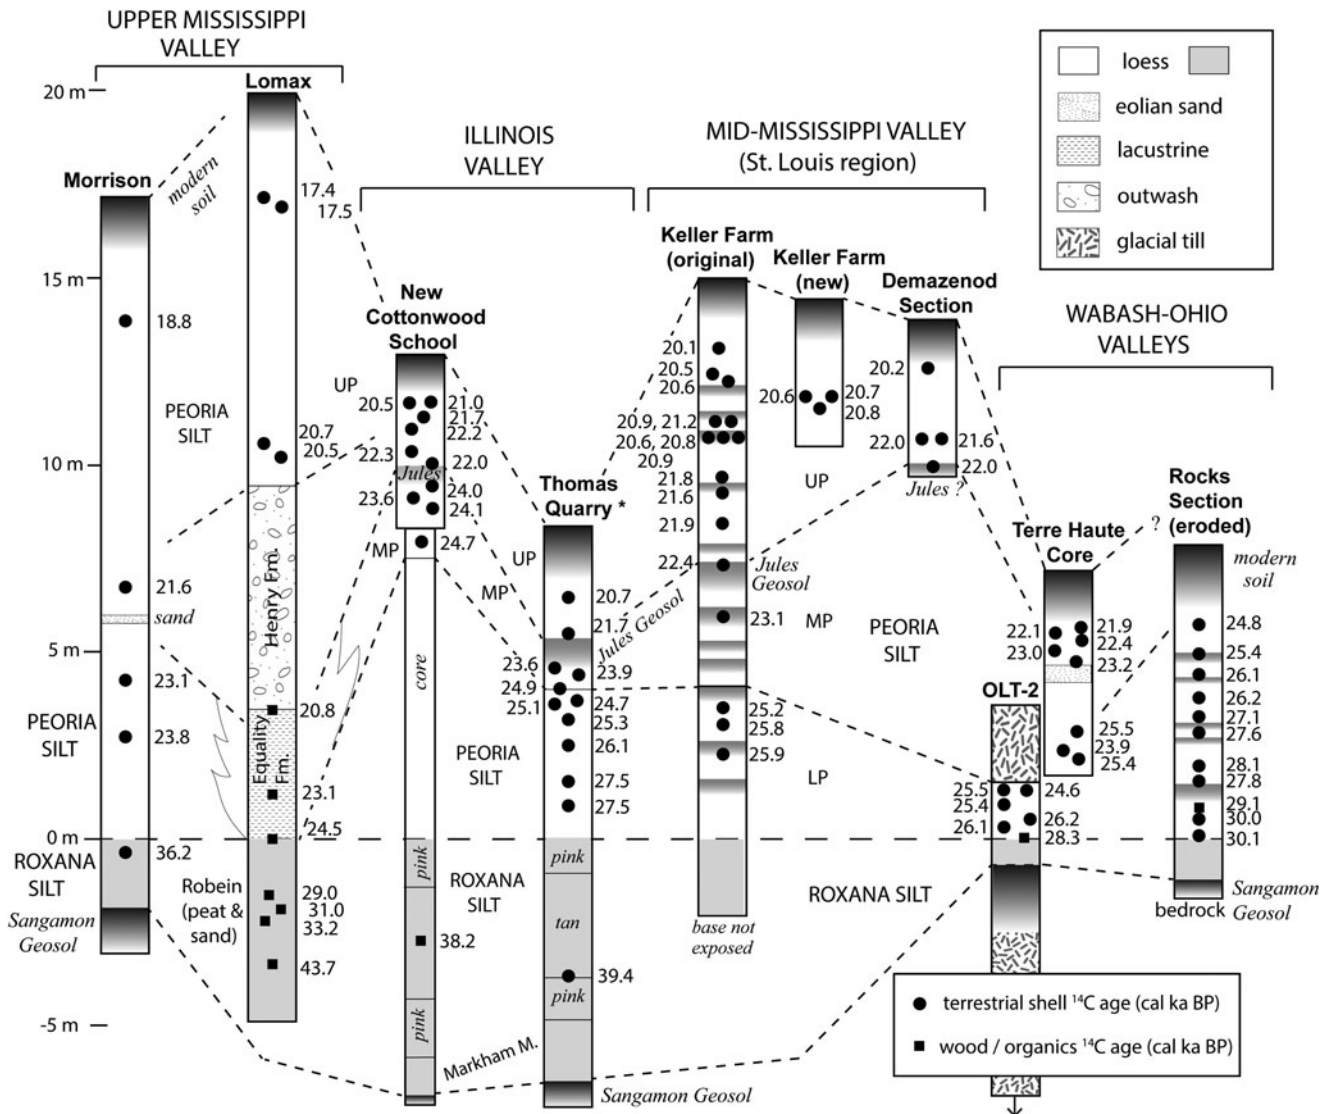 UPPER MISSISSIPPI
VALLEY
Lomax
20 m
Morrison
modern
soil
17.4
17.5
15 m
18.8
PEORIA
SILT
20.7
20.5
10 m
21.6
sand
5 m
23.1
PEORIA
SILT
23.8
Henry Fm.
20.8
Equality
Fm.
23.1
24.5
0 m
36.2
ROXANA
SILT
Sangamon
Geosol
Robein
(peat &
sand)
29.0
31.0
33.2
43.7
-5 m
ILLINOIS
VALLEY
New
Cottonwood
School
UP
20.5
21.0
21.7
22.2
22.3
22.0
Jules
23.6
24.0
24.1
MP
24.7
core
pink
38.2
pink
ROXANA
SILT
Markham M.
Thomas
Quarry *
UP
MP
20.7
21.7
Jules Geosol
23.6
23.9
24.9
25.1
24.7
25.3
26.1
27.5
27.5
PEORIA
SILT
pink
tan
39.4
pink
Sangamon Geosol
MID-MISSISSIPPI VALLEY
(St. Louis region)
Keller Farm
(original)
20.1
20.5
20.6
20.9, 21.2
20.6, 20.8
20.9
21.8
21.6
21.9
22.4
Jules
Geosol
23.1
MP
25.2
25.8
25.9
LP
base not
exposed
Keller Farm
(new)
20.6
20.7
20.8
UP
Demazenod
Section
20.2
22.0
21.6
22.0
Jules ?
PEORIA
SILT
ROXANA SILT
WABASH-OHIO
VALLEYS
OLT-2
25.5
24.6
25.4
26.1
26.2
28.3
Terre Haute
Core
?
22.1
21.9
22.4
23.0
23.2
25.5
23.9
25.4
Rocks
Section
(eroded)
modern
soil
24.8
25.4
26.1
26.2
27.1
27.6
28.1
27.8
29.1
30.0
30.1
Sangamon
Geosol
bedrock
loess
eolian sand
lacustrine
outwash
glacial till
terrestrial shell ¹⁴C age (cal ka BP)
wood / organics ¹⁴C age (cal ka BP)